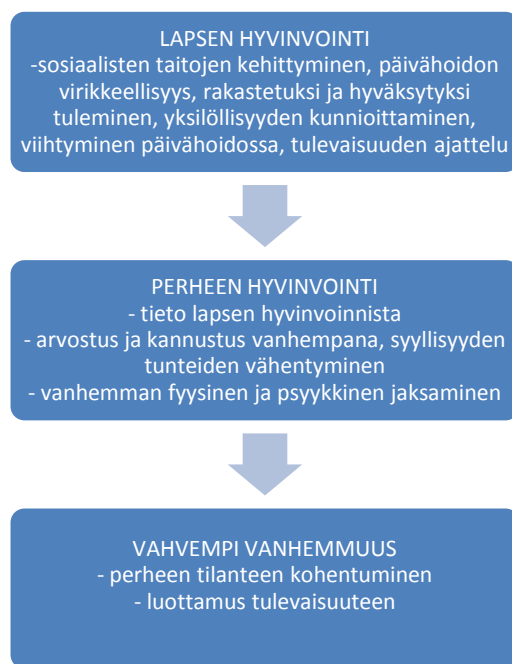 LAPSEN HYVINVOINTI
-sosiaalisten taitojen kehittyminen, päivähoidon
virikkeellisyys, rakastetuksi ja hyväksytyksi
tuleminen, yksilöllisyyden kunnioittaminen,
viihtyminen päivähoidossa, tulevaisuuden ajattelu
PERHEEN HYVINVOINTI
- tieto lapsen hyvinvoinnista
- arvostus ja kannustus vanhempana, syyllisyyden
tunteiden vähentyminen
- vanhemman fyysinen ja psyykkinen jaksaminen
VAHVEMPI VANHEMMUUS
- perheen tilanteen kohentuminen
- luottamus tulevaisuuteen